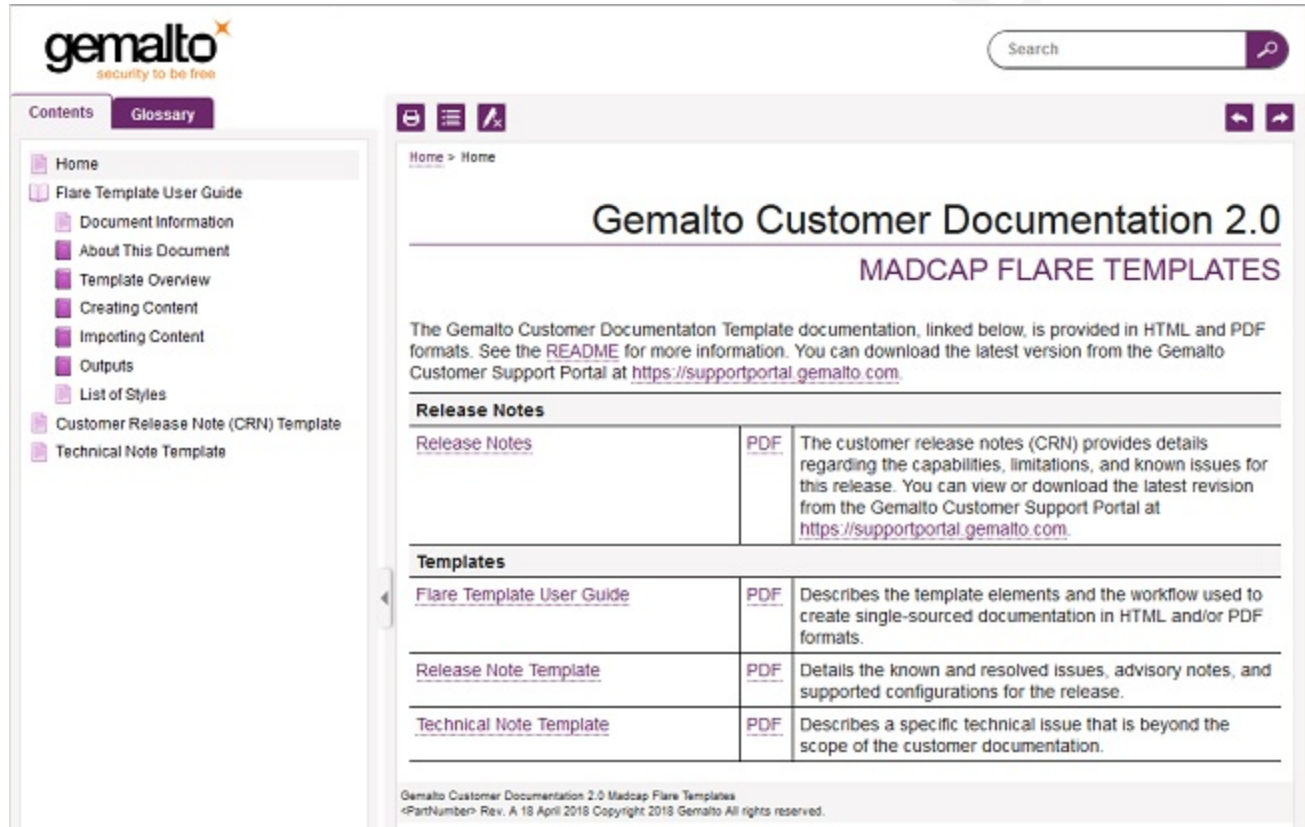 gemalto
security to be free
Search
Contents
Glossary
Home
Flare Template User Guide
Document Information
About This Document
Template Overview
Creating Content
Importing Content
Outputs
List of Styles
Customer Release Note (CRN) Template
Technical Note Template
Home > Home
Gemalto Customer Documentation 2.0
MADCAP FLARE TEMPLATES
The Gemalto Customer Documentaton Template documentation, linked below, is provided in HTML and PDF
formats. See the README for more information. You can download the latest version from the Gemalto
Customer Support Portal at https://supportportal.gemalto.com.
Release Notes
Release Notes
PDF
The customer release notes (CRN) provides details
regarding the capabilities, limitations, and known issues for
this release. You can view or download the latest revision
from the Gemalto Customer Support Portal at
https://supportportal.gemalto.com.
Templates
Flare Template User Guide
PDF
Describes the template elements and the workflow used to
create single-sourced documentation in HTML and/or PDF
formats.
Release Note Template
PDF
Details the known and resolved issues, advisory notes, and
supported configurations for the release.
Technical Note Template
PDF
Describes a specific technical issue that is beyond the
scope of the customer documentation.
Gemalto Customer Documentation 2.0 Madcap Flare Templates
<PartNumber> Rev. A 18 April 2018 Copyright 2018 Gemalto All rights reserved.